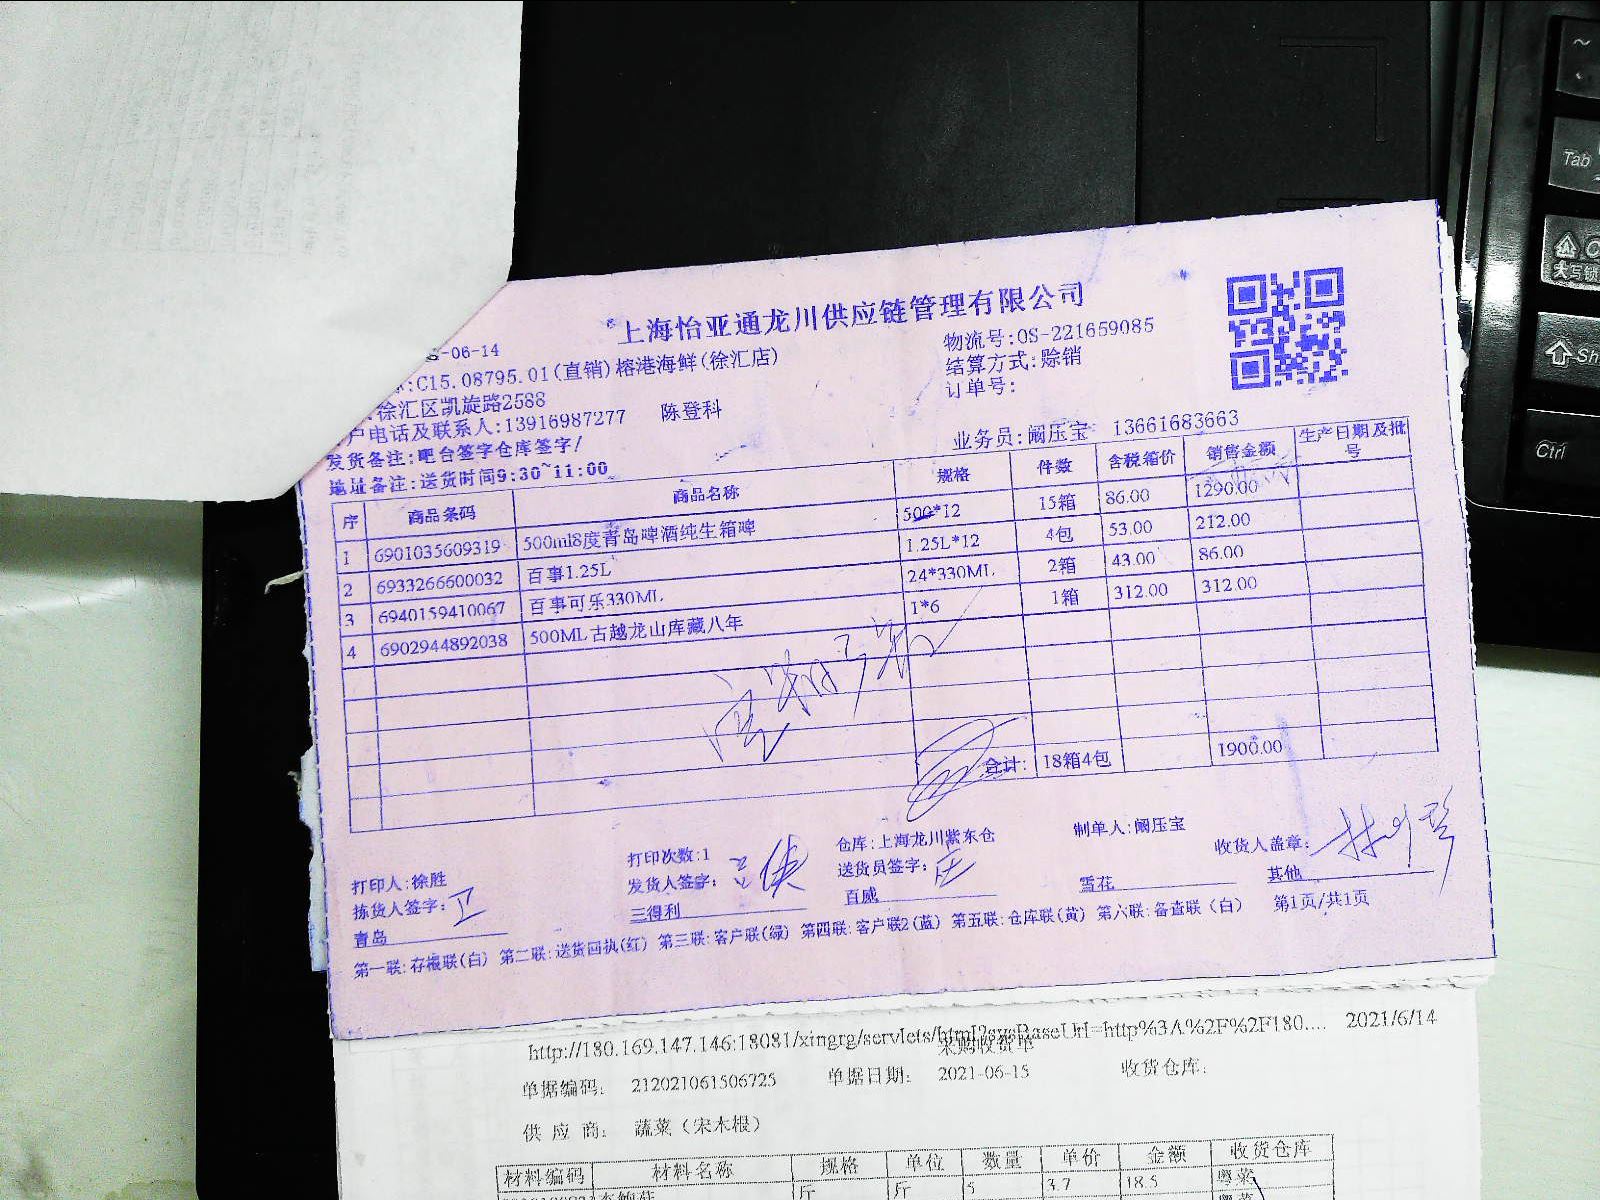 上海怡亚通龙川供应链管理有限公司
-06-14
物流号:OS-221659085
:C15.08795.01(直销)榕港海鲜(徐汇店)
结算方式:赊销
徐汇区凯旋路2588
订单号:
户电话及联系人:13916987277 陈登科
业务员:阚压宝 13661683663
发货备注:吧台签字仓库签字/
地址备注:送货时间9:30~11:00
序 商品条码 商品名称 规格 件数 含税箱价 销售金额 生产日期及批号
1 6901035609319 500ml8度青岛啤酒纯生箱啤 500*12 15箱 86.00 1290.00
2 6933266600032 百事1.25L 1.25L*12 4包 53.00 212.00
3 6940159410067 百事可乐330ML 24*330ML 2箱 43.00 86.00
4 6902944892038 500ML古越龙山库藏八年 1*6 1箱 312.00 312.00
合计: 18箱4包 1900.00
打印人:徐胜 打印次数:1 仓库:上海龙川紫东仓 制单人:阚压宝
拣货人签字: 发货人签字: 送货员签字: 收货人盖章:
青岛 三得利 百威 雪花 其他
第一联:存根联(白) 第二联:送货回执(红) 第三联:客户联(绿) 第四联:客户联2(蓝) 第五联:仓库联(黄) 第六联:备查联(白) 第1页/共1页
http://180.169.147.146:18081/xingrg/servlets/html?sysBaseUrl=http%3A%2F%2F180.... 2021/6/14
采购收货单
单据编码: 212021061506725 单据日期: 2021-06-15 收货仓库:
供应商: 蔬菜(宋木根)
材料编码 材料名称 规格 单位 数量 单价 金额 收货仓库
斤 斤 5 3.7 18.5 粤菜
Tab
大写锁
Sh
Ctrl